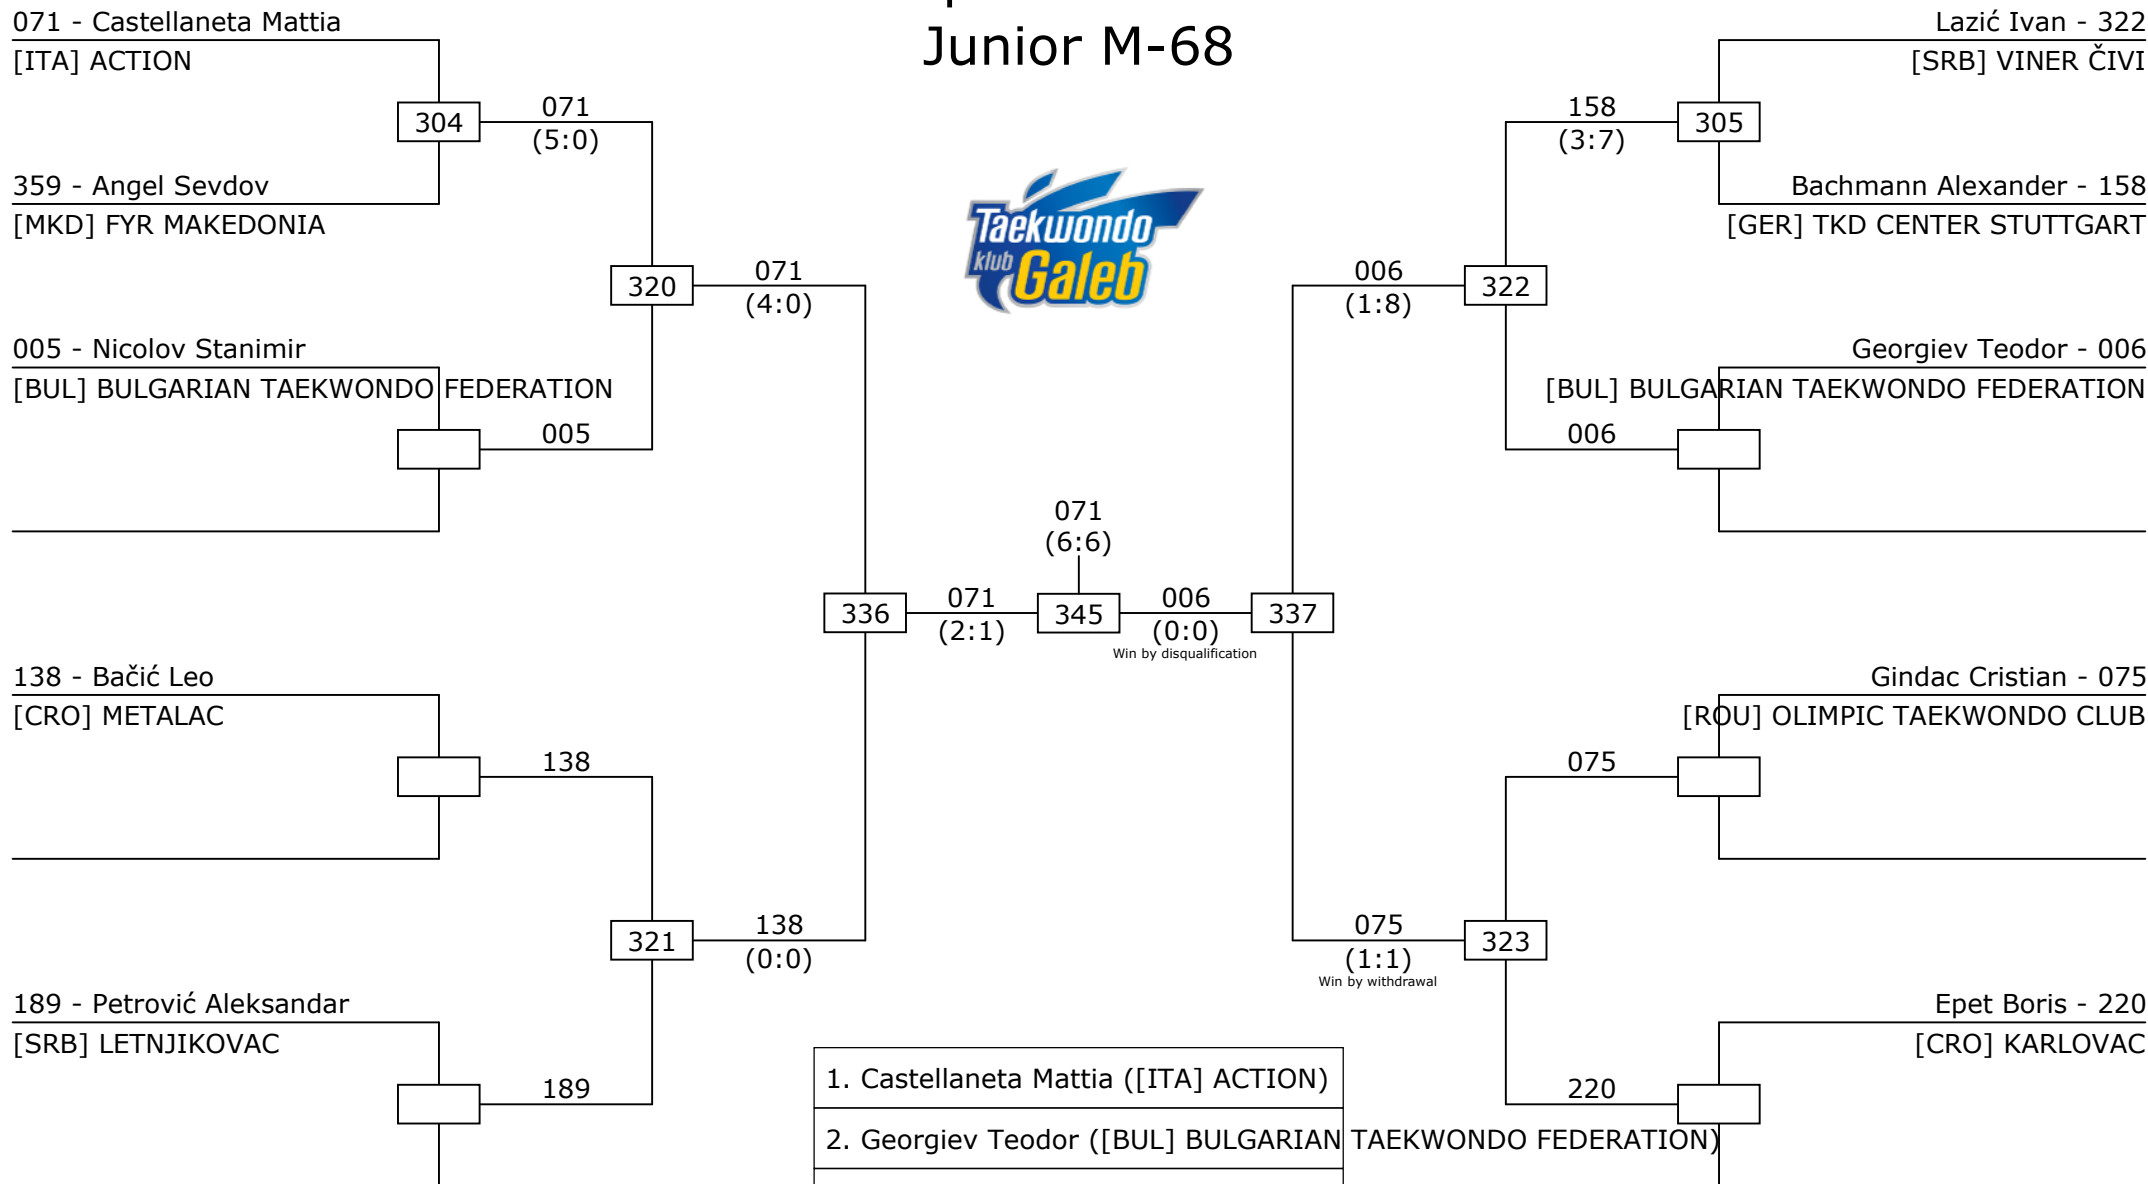 Junior M-68
071 - Castellaneta Mattia
[ITA] ACTION
304
071
(5:0)
359 - Angel Sevdov
[MKD] FYR MAKEDONIA
320
071
(4:0)
005 - Nicolov Stanimir
[BUL] BULGARIAN TAEKWONDO FEDERATION
005
138 - Bačić Leo
[CRO] METALAC
138
321
138
(0:0)
189 - Petrović Aleksandar
[SRB] LETNJIKOVAC
189
Taekwondo
klub Galeb
336
071
(2:1)
071
(6:6)
345
006
(0:0)
Win by disqualification
337
Lazić Ivan - 322
[SRB] VINER ČIVI
158
(3:7)
305
Bachmann Alexander - 158
[GER] TKD CENTER STUTTGART
006
(1:8)
322
Georgiev Teodor - 006
[BUL] BULGARIAN TAEKWONDO FEDERATION
006
Gindac Cristian - 075
[ROU] OLIMPIC TAEKWONDO CLUB
075
075
(1:1)
Win by withdrawal
323
Epet Boris - 220
[CRO] KARLOVAC
220
1. Castellaneta Mattia ([ITA] ACTION)
2. Georgiev Teodor ([BUL] BULGARIAN TAEKWONDO FEDERATION)